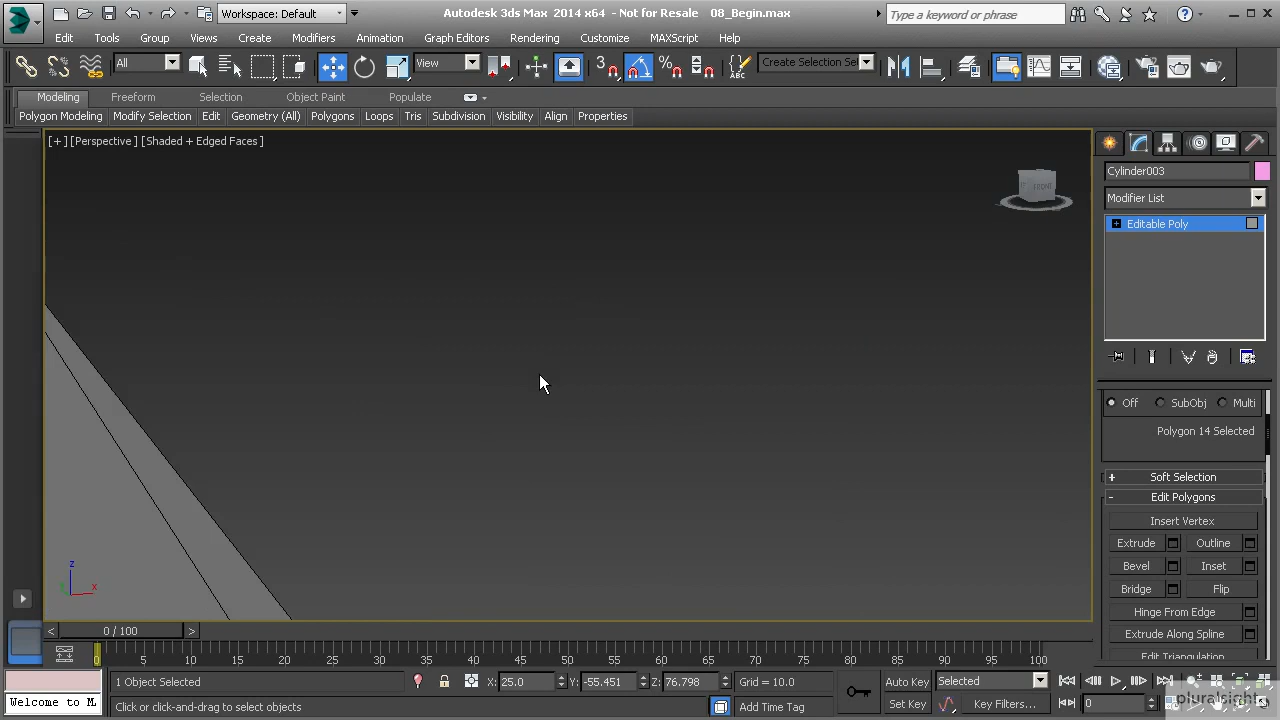 Workspace: Default
Autodesk 3ds Max 2014 x64 - Not for Resale 08_Begin.max
Type a keyword or phrase
Edit Tools Group Views Create Modifiers Animation Graph Editors Rendering Customize MAXScript Help
All View 3 Create Selection Se
Modeling Freeform Selection Object Paint Populate
Polygon Modeling Modify Selection Edit Geometry (All) Polygons Loops Tris Subdivision Visibility Align Properties
[+] [Perspective] [Shaded + Edged Faces]
FRONT
Cylinder003
Modifier List
Editable Poly
Off SubObj Multi
Polygon 14 Selected
+ Soft Selection
- Edit Polygons
Insert Vertex
Extrude Outline
Bevel Inset
Bridge Flip
Hinge From Edge
Extrude Along Spline
Edit Triangulation
z
x
y
< 0 / 100 >
0 5 10 15 20 25 30 35 40 45 50 55 60 65 70 75 80 85 90 95 100
1 Object Selected X: 25.0 Y: -55.451 Z: 76.798 Grid = 10.0 Auto Key Selected
Welcome to M Click or click-and-drag to select objects Add Time Tag Set Key Key Filters... 0
pluralsight